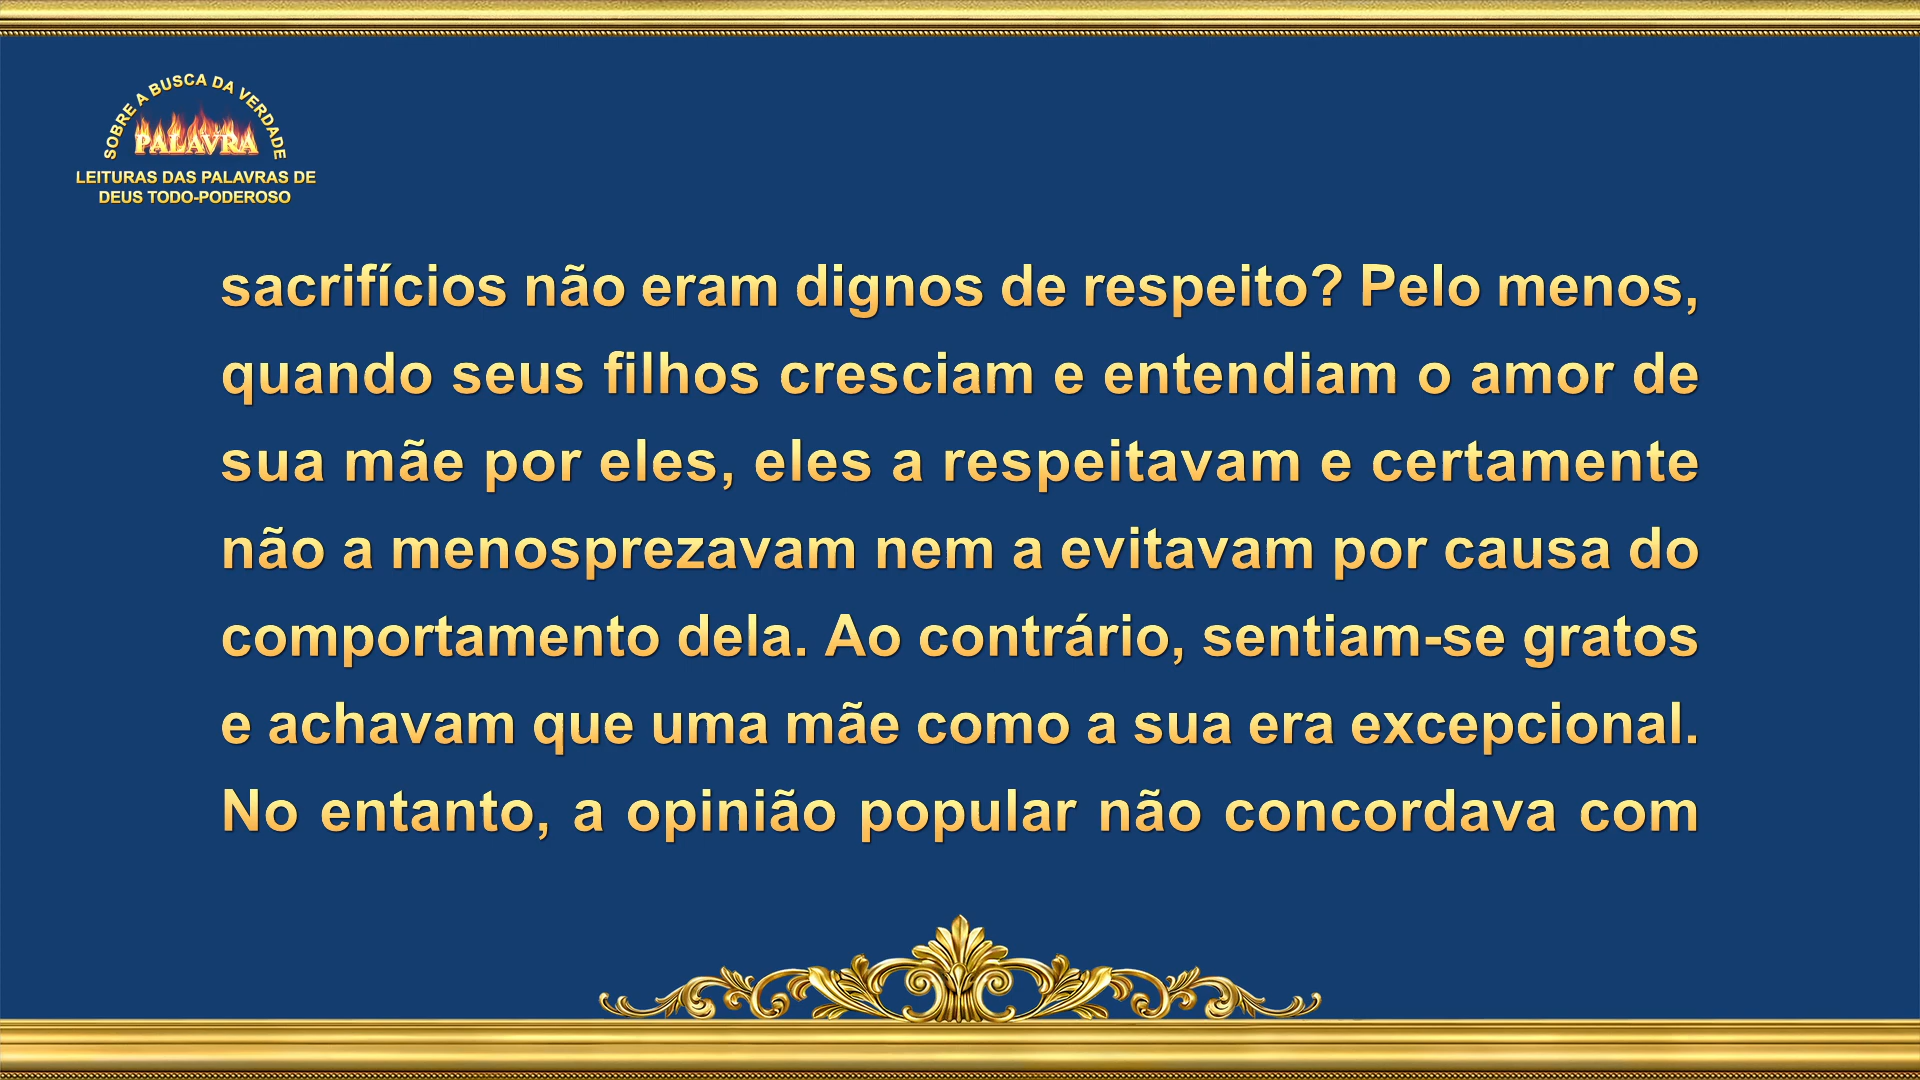 SOBRE A BUSCA DA VERDADE
PALAVRA
LEITURAS DAS PALAVRAS DE
DEUS TODO-PODEROSO
sacrifícios não eram dignos de respeito? Pelo menos,
quando seus filhos cresciam e entendiam o amor de
sua mãe por eles, eles a respeitavam e certamente
não a menosprezavam nem a evitavam por causa do
comportamento dela. Ao contrário, sentiam-se gratos
e achavam que uma mãe como a sua era excepcional.
No entanto, a opinião popular não concordava com